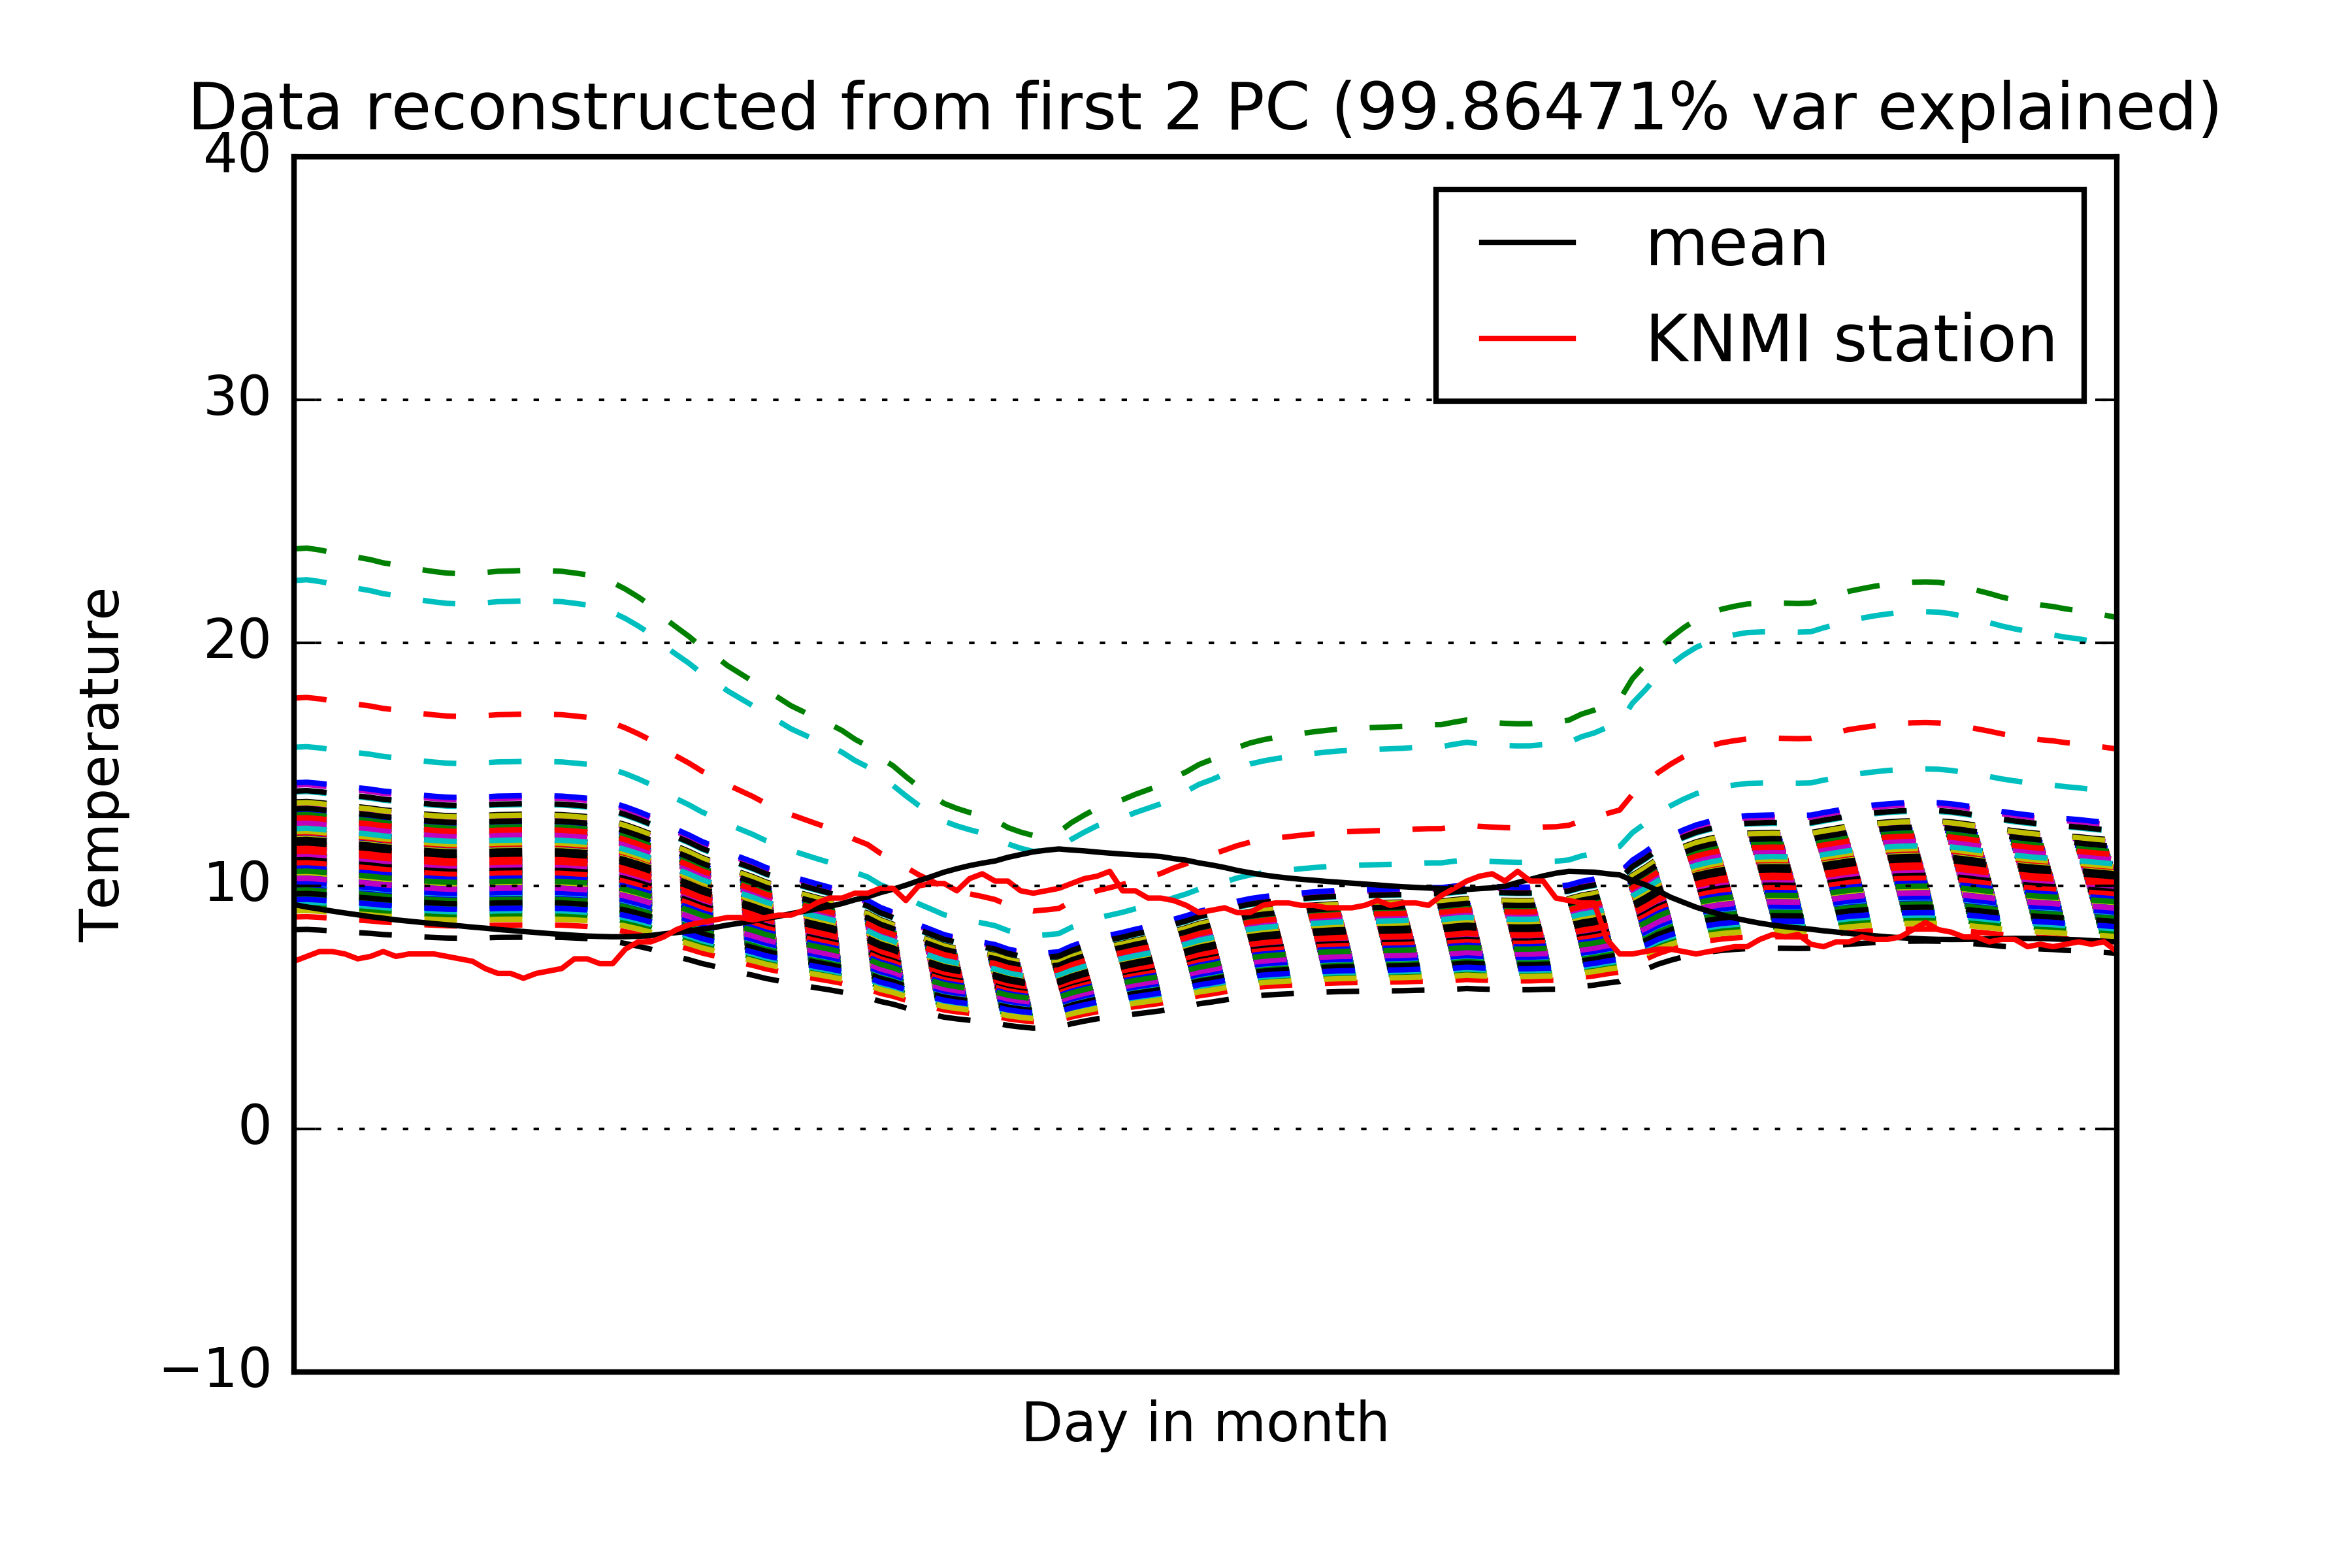 Data reconstructed from first 2 PC (99.86471% var explained)
40
30
20
10
0
−10
Temperature
mean
KNMI station
Day in month